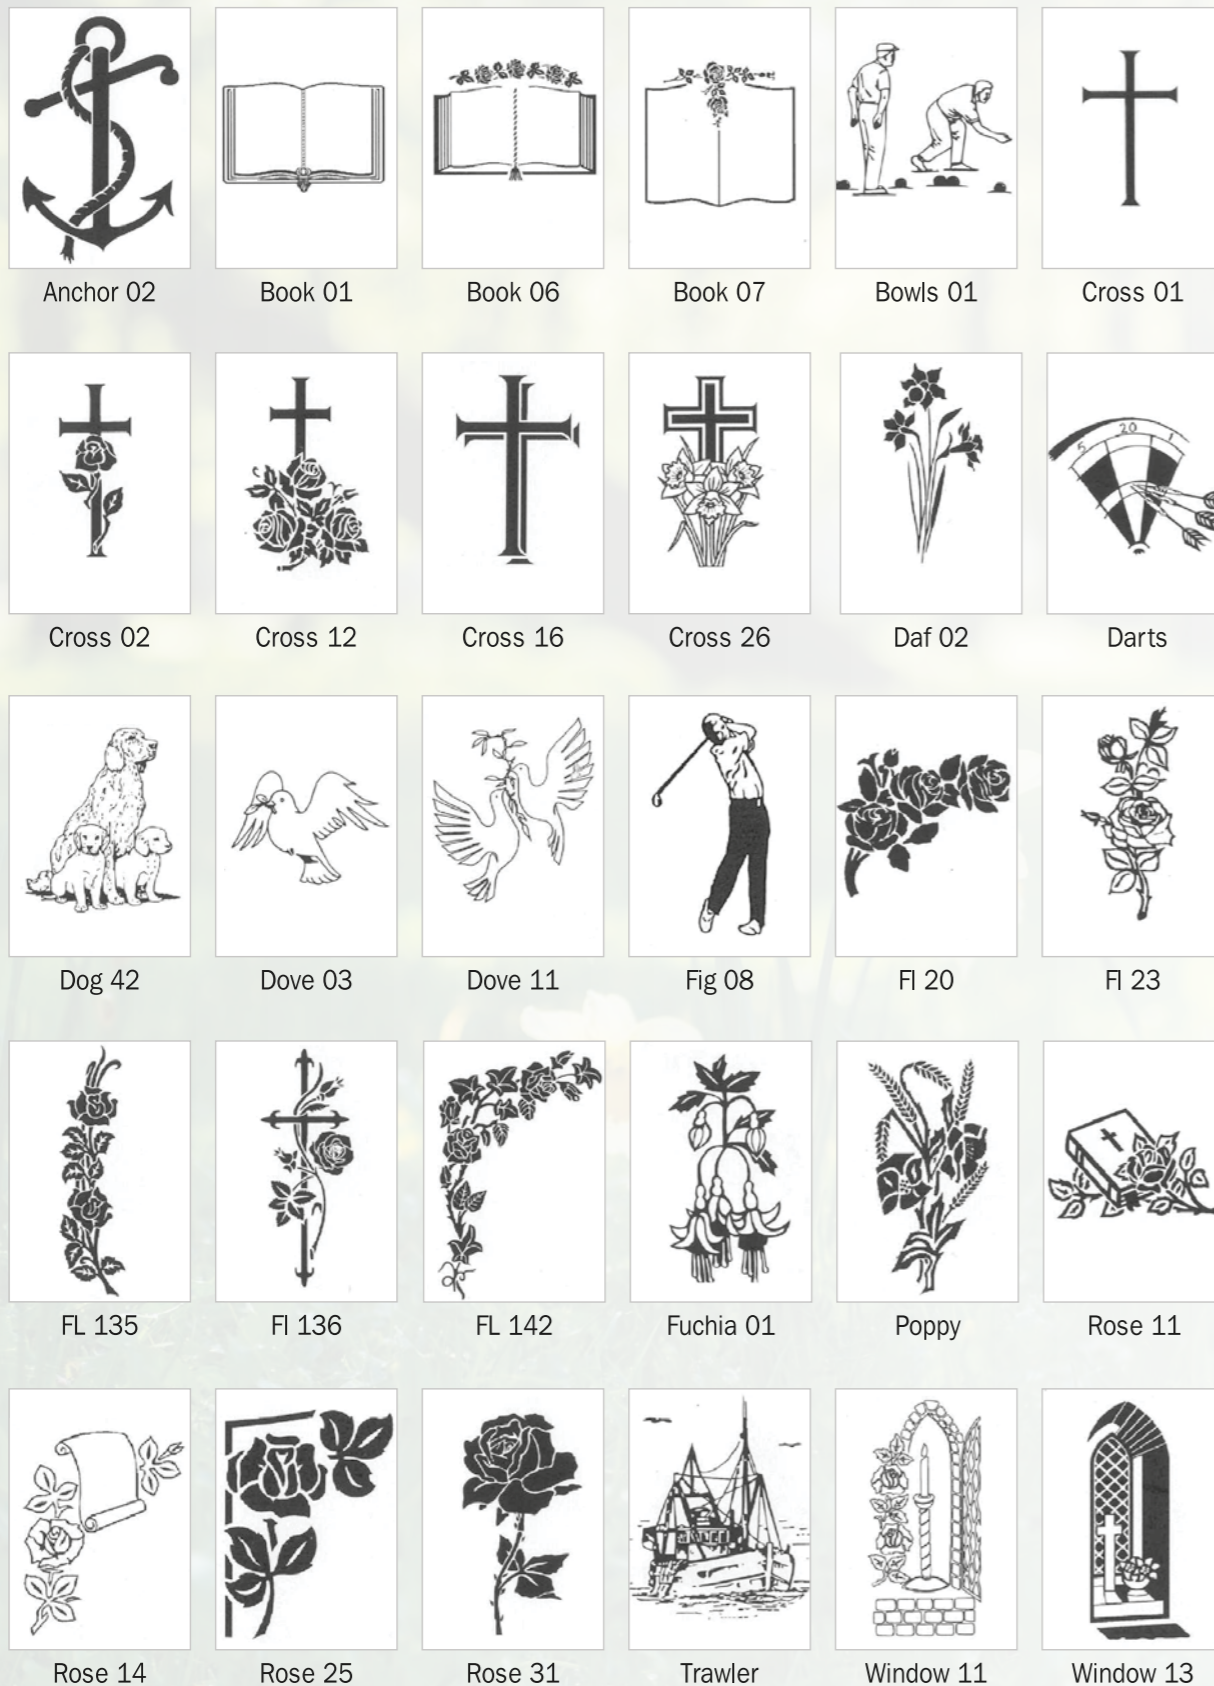 Anchor 02
Book 01
Book 06
Book 07
Bowls 01
Cross 01
5 20 1
Cross 02
Cross 12
Cross 16
Cross 26
Daf 02
Darts
Dog 42
Dove 03
Dove 11
Fig 08
Fl 20
Fl 23
FL 135
Fl 136
FL 142
Fuchia 01
Poppy
Rose 11
Rose 14
Rose 25
Rose 31
Trawler
Window 11
Window 13